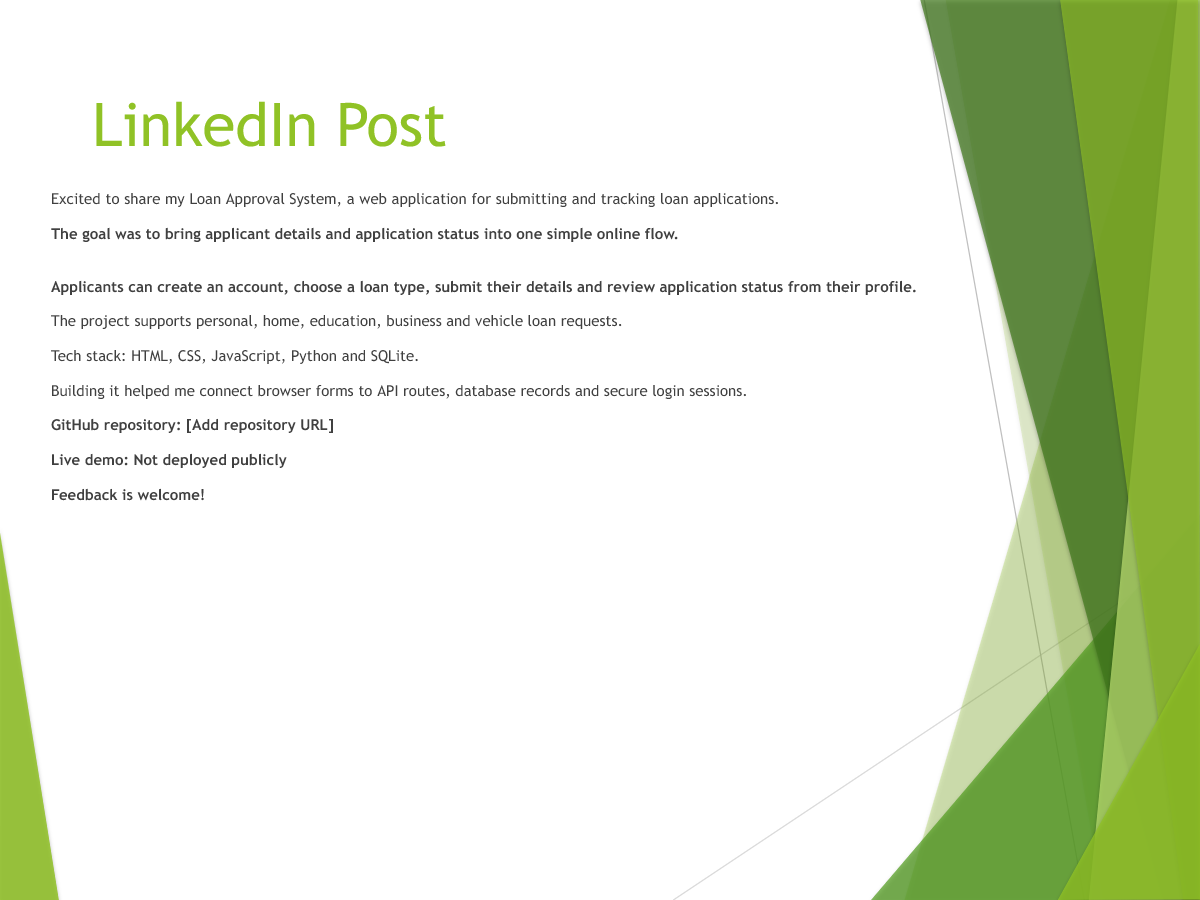 LinkedIn Post
Excited to share my Loan Approval System, a web application for submitting and tracking loan applications.
The goal was to bring applicant details and application status into one simple online flow.
Applicants can create an account, choose a loan type, submit their details and review application status from their profile.
The project supports personal, home, education, business and vehicle loan requests.
Tech stack: HTML, CSS, JavaScript, Python and SQLite.
Building it helped me connect browser forms to API routes, database records and secure login sessions.
GitHub repository: [Add repository URL]
Live demo: Not deployed publicly
Feedback is welcome!